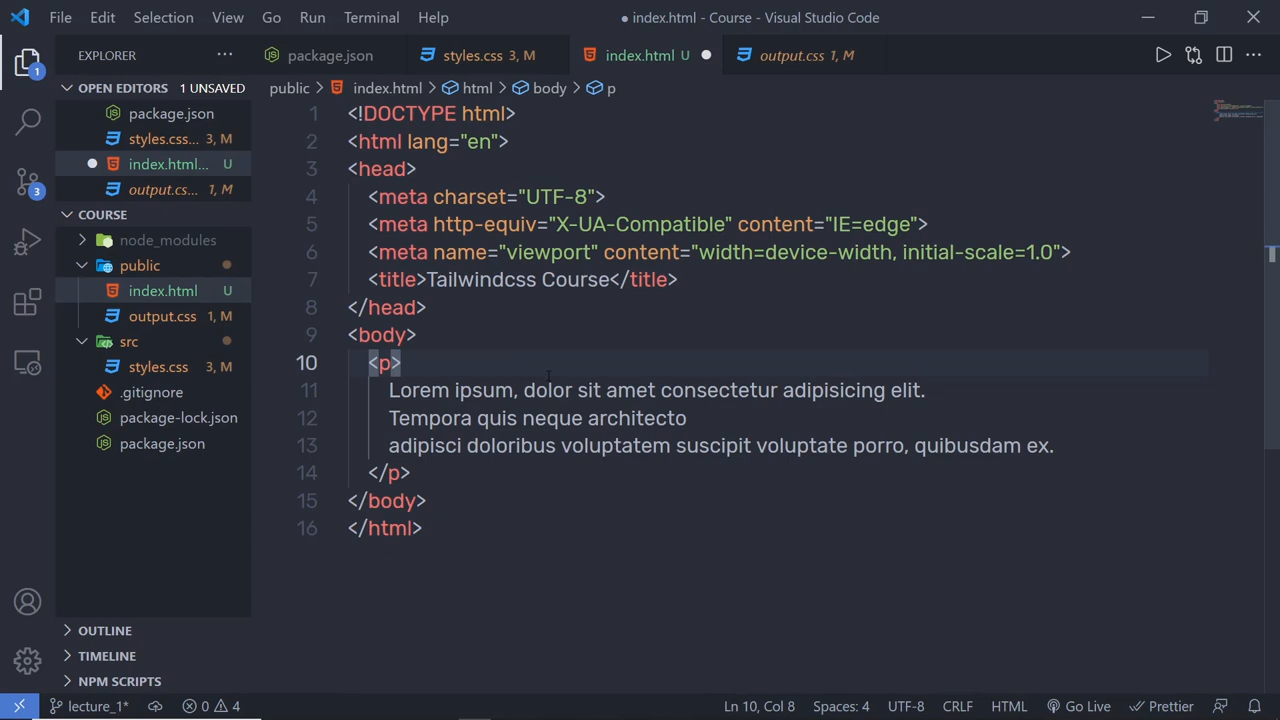 File Edit Selection View Go Run Terminal Help
● index.html - Course - Visual Studio Code
EXPLORER ···
package.json
styles.css 3, M
index.html U ●
output.css 1, M
OPEN EDITORS 1 UNSAVED
package.json
styles.css... 3, M
index.html... U
output.cs... 1, M
COURSE
node_modules
public
index.html U
output.css 1, M
src
styles.css 3, M
.gitignore
package-lock.json
package.json
OUTLINE
TIMELINE
NPM SCRIPTS
1
3
public > index.html > html > body > p
1 <!DOCTYPE html>
2 <html lang="en">
3 <head>
4 <meta charset="UTF-8">
5 <meta http-equiv="X-UA-Compatible" content="IE=edge">
6 <meta name="viewport" content="width=device-width, initial-scale=1.0">
7 <title>Tailwindcss Course</title>
8 </head>
9 <body>
10 <p>
11 Lorem ipsum, dolor sit amet consectetur adipisicing elit.
12 Tempora quis neque architecto
13 adipisci doloribus voluptatem suscipit voluptate porro, quibusdam ex.
14 </p>
15 </body>
16 </html>
lecture_1* 0 4 Ln 10, Col 8 Spaces: 4 UTF-8 CRLF HTML Go Live Prettier